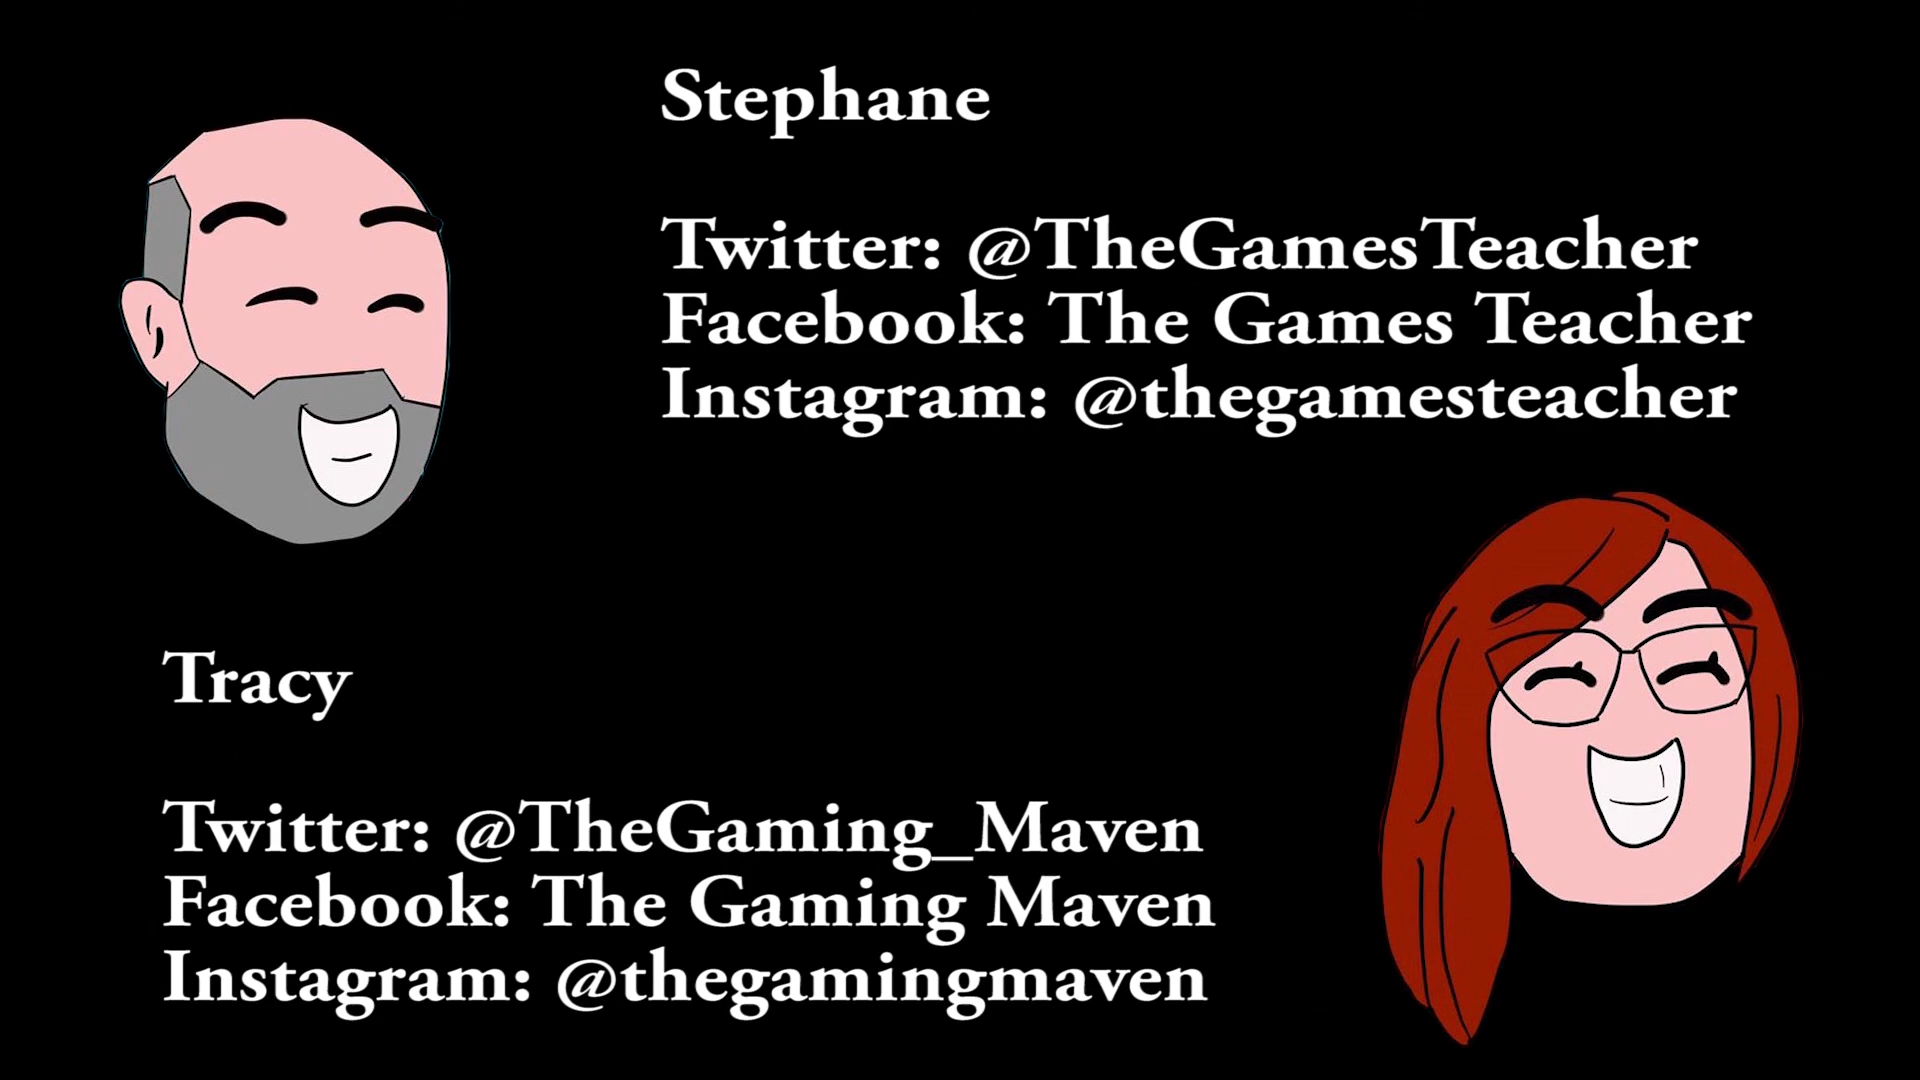 Stephane
Twitter: @TheGamesTeacher
Facebook: The Games Teacher
Instagram: @thegamesteacher
Tracy
Twitter: @TheGaming_Maven
Facebook: The Gaming Maven
Instagram: @thegamingmaven